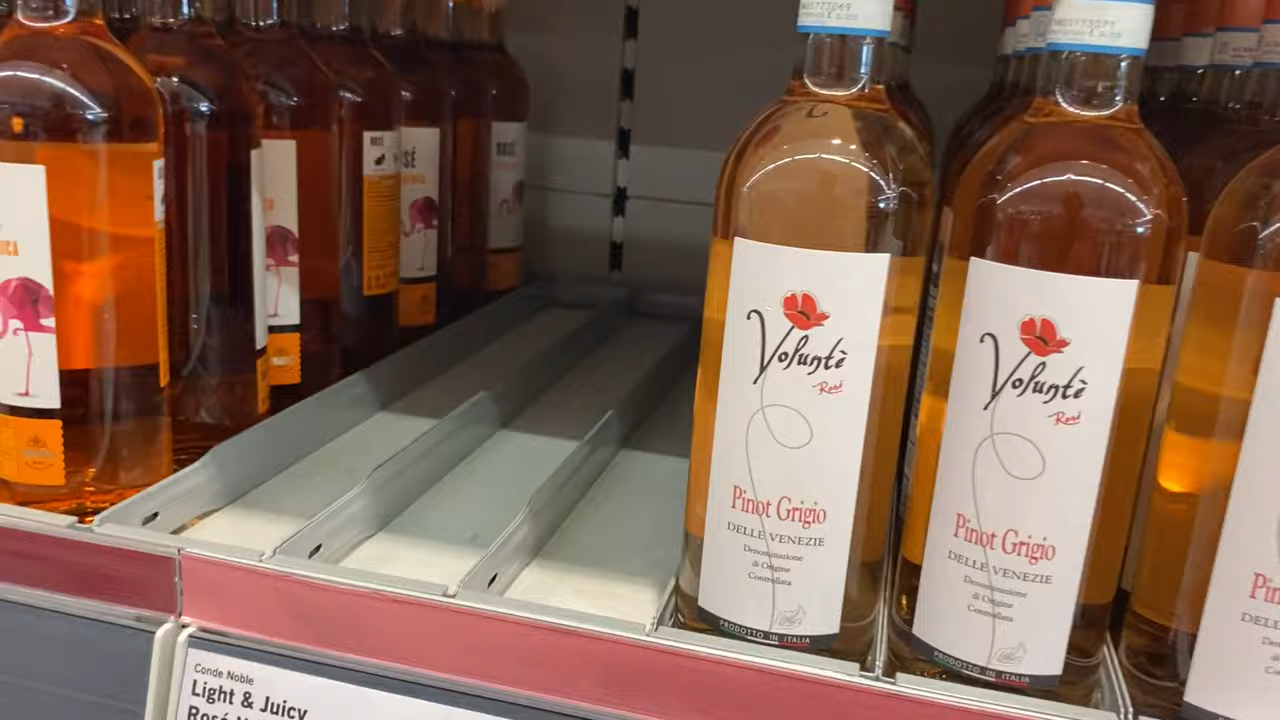 ROSÉ
ROSÉ
Voluntè
Rosé
Pinot Grigio
DELLE VENEZIE
Denominazione
di Origine
Controllata
PRODOTTO IN ITALIA
Voluntè
Rosé
Pinot Grigio
DELLE VENEZIE
Denominazione
di Origine
Controllata
PRODOTTO IN ITALIA
Conde Noble
Light & Juicy